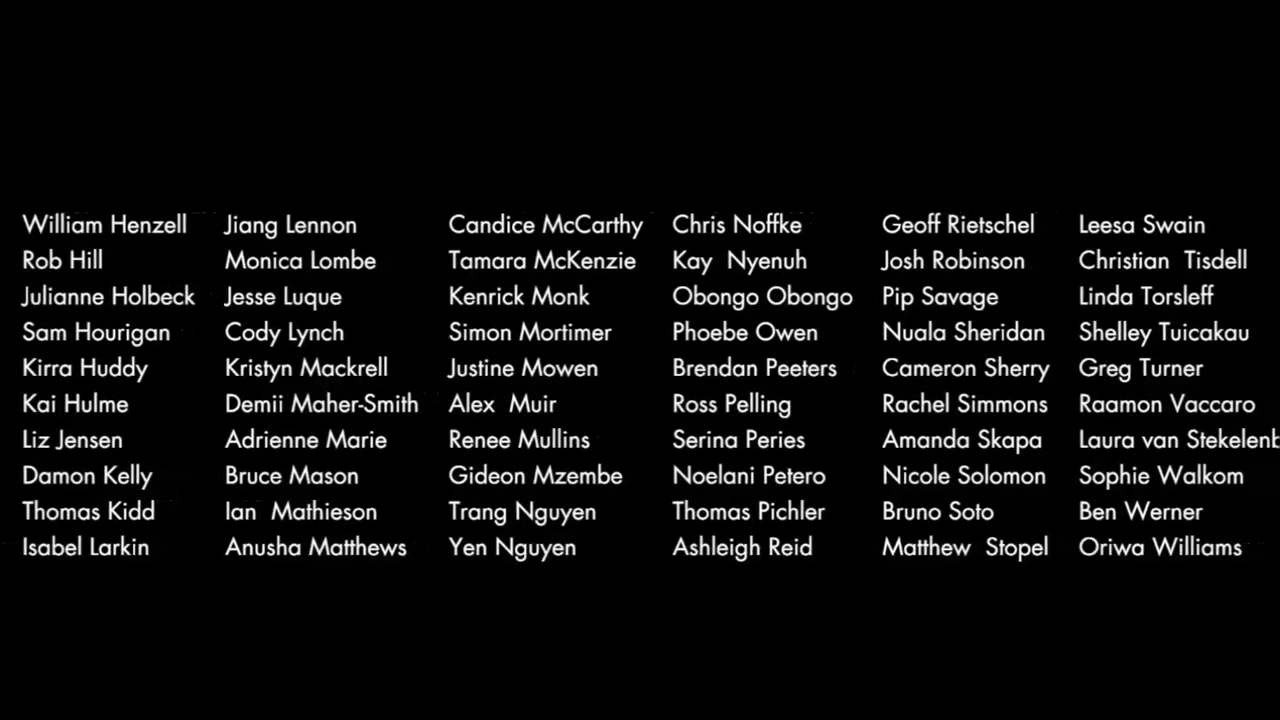 William Henzell
Rob Hill
Julianne Holbeck
Sam Hourigan
Kirra Huddy
Kai Hulme
Liz Jensen
Damon Kelly
Thomas Kidd
Isabel Larkin
Jiang Lennon
Monica Lombe
Jesse Luque
Cody Lynch
Kristyn Mackrell
Demii Maher-Smith
Adrienne Marie
Bruce Mason
Ian  Mathieson
Anusha Matthews
Candice McCarthy
Tamara McKenzie
Kenrick Monk
Simon Mortimer
Justine Mowen
Alex  Muir
Renee Mullins
Gideon Mzembe
Trang Nguyen
Yen Nguyen
Chris Noffke
Kay  Nyenuh
Obongo Obongo
Phoebe Owen
Brendan Peeters
Ross Pelling
Serina Peries
Noelani Petero
Thomas Pichler
Ashleigh Reid
Geoff Rietschel
Josh Robinson
Pip Savage
Nuala Sheridan
Cameron Sherry
Rachel Simmons
Amanda Skapa
Nicole Solomon
Bruno Soto
Matthew  Stopel
Leesa Swain
Christian  Tisdell
Linda Torsleff
Shelley Tuicakau
Greg Turner
Raamon Vaccaro
Laura van
Sophie Walkom
Ben Werner
Oriwa Williams